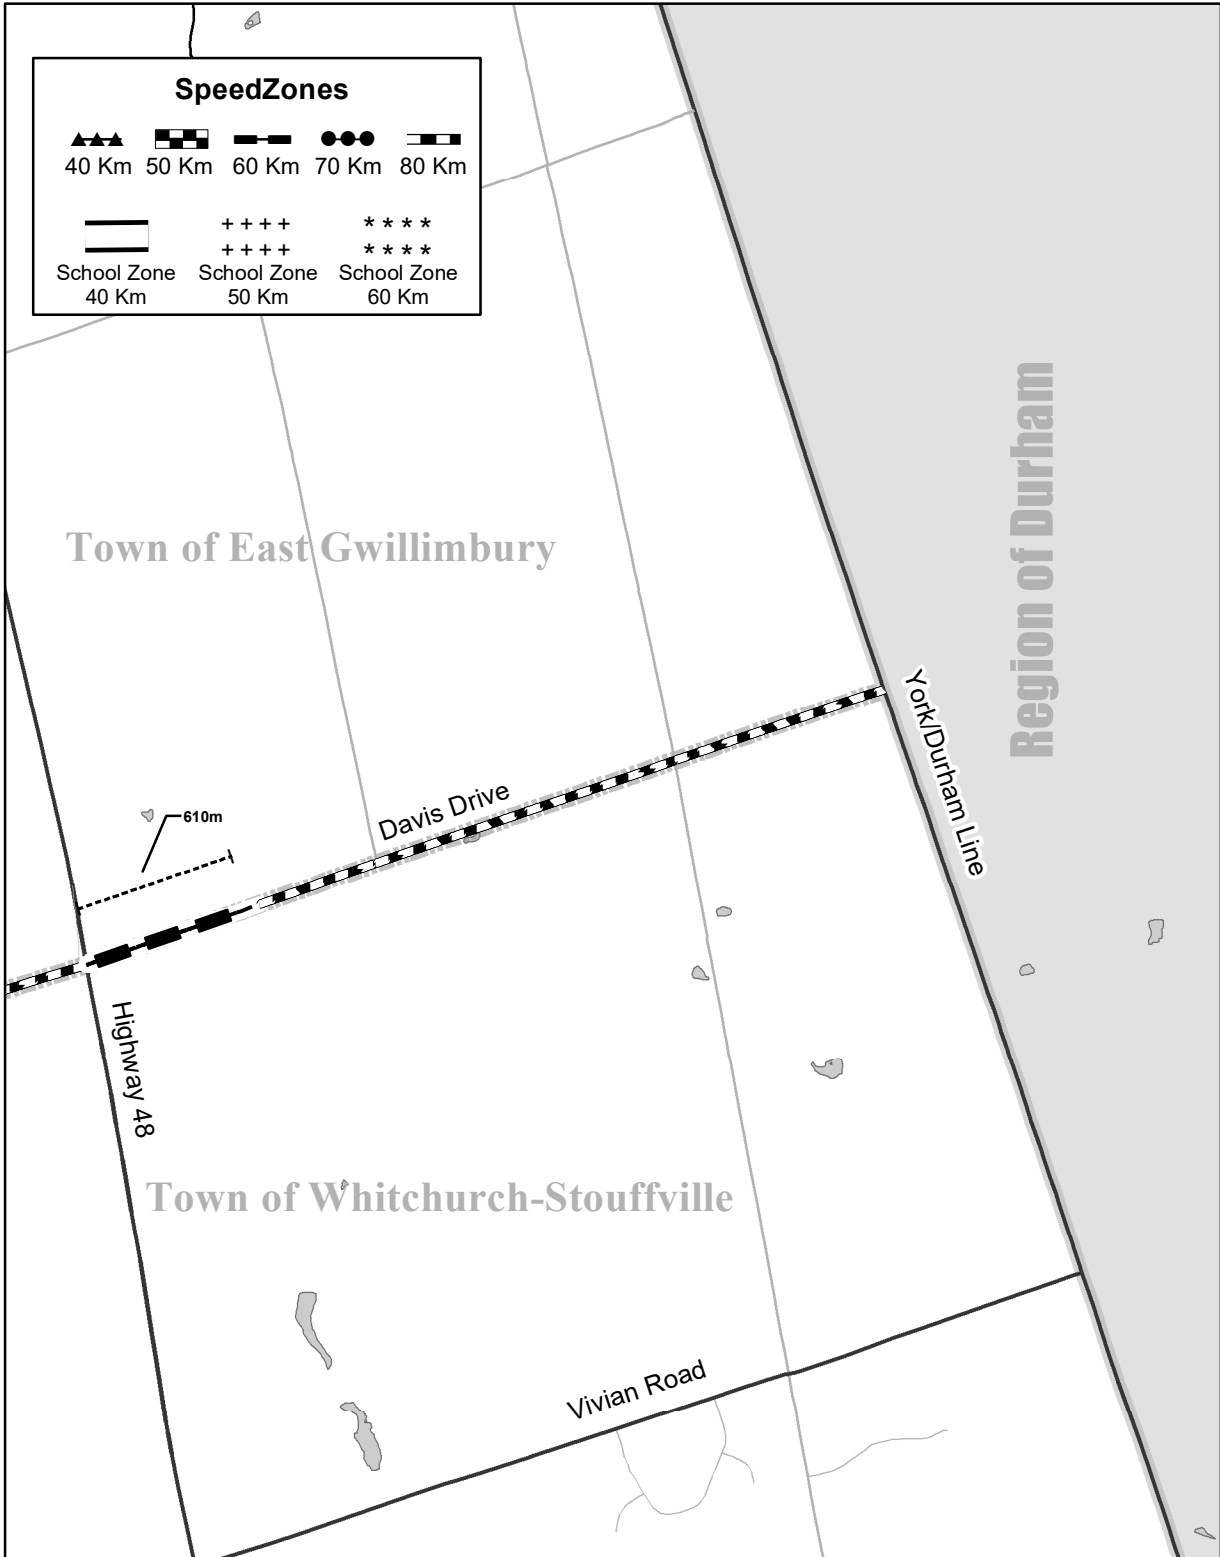 SpeedZones
40 Km 50 Km 60 Km 70 Km 80 Km
+ + + + * * * *
+ + + + * * * *
School Zone School Zone School Zone
40 Km 50 Km 60 Km
Region of Durham
Town of East Gwillimbury
York/Durham Line
Davis Drive
610m
Highway 48
Town of Whitchurch-Stouffville
Vivian Road